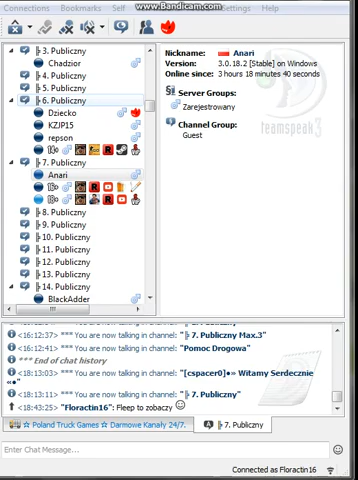 Connections Bookmarks Self Settings Help
www.Bandicam.com
3. Publiczny
Chadzior
4. Publiczny
5. Publiczny
6. Publiczny
Dziecko
KZJP15
repson
7. Publiczny
Anari
8. Publiczny
9. Publiczny
10. Publiczny
11. Publiczny
12. Publiczny
13. Publiczny
14. Publiczny
BlackAdder
Nickname: Anari
Version: 3.0.18.2 [Stable] on Windows
Online since: 3 hours 18 minutes 40 seconds
Server Groups:
Zarejestrowany
Channel Group:
Guest
teamspeak3
<16:12:37> *** You are now talking in channel: "╠ 7. Publiczny Max.3"
<16:12:41> *** You are now talking in channel: "Pomoc Drogowa"
*** End of chat history
<18:13:03> *** You are now talking in channel: "[cspacer0]•» Witamy Serdecznie
«•"
<18:13:11> *** You are now talking in channel: "╠ 7. Publiczny"
<18:43:25> "Floractin16": Fleep to zobaczy
☆ Poland Truck Games ☆ Darmowe Kanały 24/7.
╠ 7. Publiczny
Enter Chat Message...
Connected as Floractin16